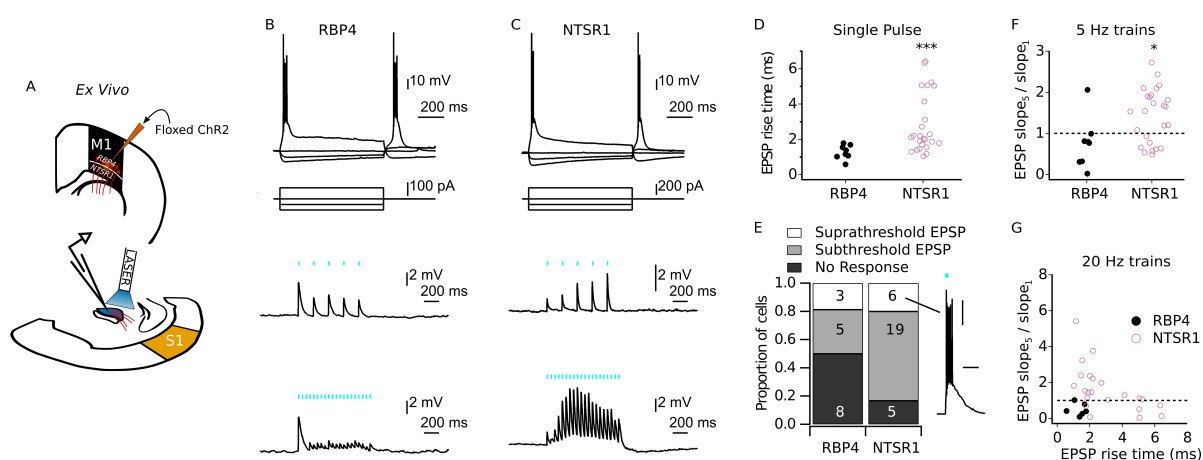 A
Ex Vivo
Floxed ChR2
M1
RBP4
NTSR1
LASER
S1
B
RBP4
10 mV
200 ms
100 pA
2 mV
200 ms
2 mV
200 ms
C
NTSR1
10 mV
200 ms
200 pA
2 mV
200 ms
2 mV
200 ms
D
Single Pulse
***
EPSP rise time (ms)
6
4
2
0
RBP4
NTSR1
E
Suprathreshold EPSP
Subthreshold EPSP
No Response
Proportion of cells
1.0
0.8
0.6
0.4
0.2
0.0
3
5
8
6
19
5
RBP4
NTSR1
F
5 Hz trains
*
EPSP slope5 / slope1
3
2
1
0
RBP4
NTSR1
G
20 Hz trains
EPSP slope5 / slope1
8
6
4
2
0
RBP4
NTSR1
0 2 4 6 8
EPSP rise time (ms)